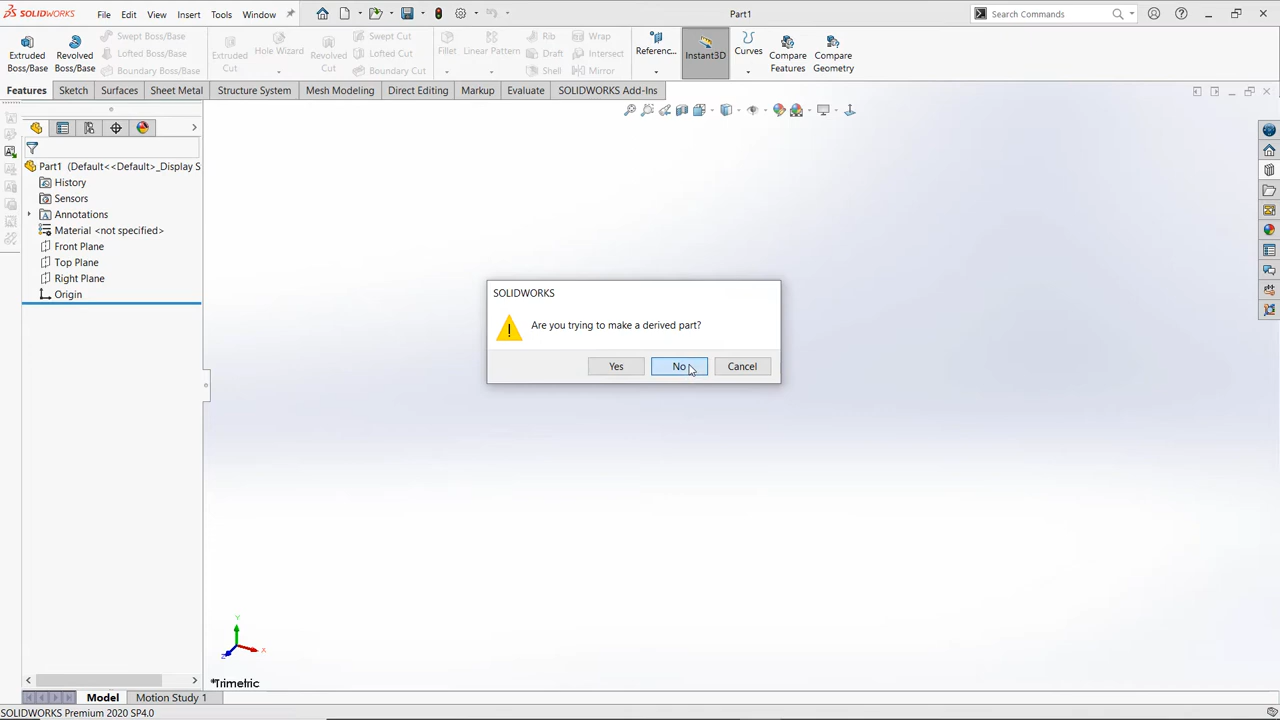 SOLIDWORKS File Edit View Insert Tools Window Part1 Search Commands
Extruded Boss/Base
Revolved Boss/Base
Swept Boss/Base
Lofted Boss/Base
Boundary Boss/Base
Extruded Cut
Hole Wizard
Revolved Cut
Swept Cut
Lofted Cut
Boundary Cut
Fillet
Linear Pattern
Rib
Draft
Shell
Wrap
Intersect
Mirror
Referenc...
Instant3D
Curves
Compare Features
Compare Geometry
Features Sketch Surfaces Sheet Metal Structure System Mesh Modeling Direct Editing Markup Evaluate SOLIDWORKS Add-Ins
Part1 (Default<<Default>_Display S
History
Sensors
Annotations
Material <not specified>
Front Plane
Top Plane
Right Plane
Origin
SOLIDWORKS
Are you trying to make a derived part?
Yes No Cancel
Y
X
Z
*Trimetric
Model Motion Study 1
SOLIDWORKS Premium 2020 SP4.0